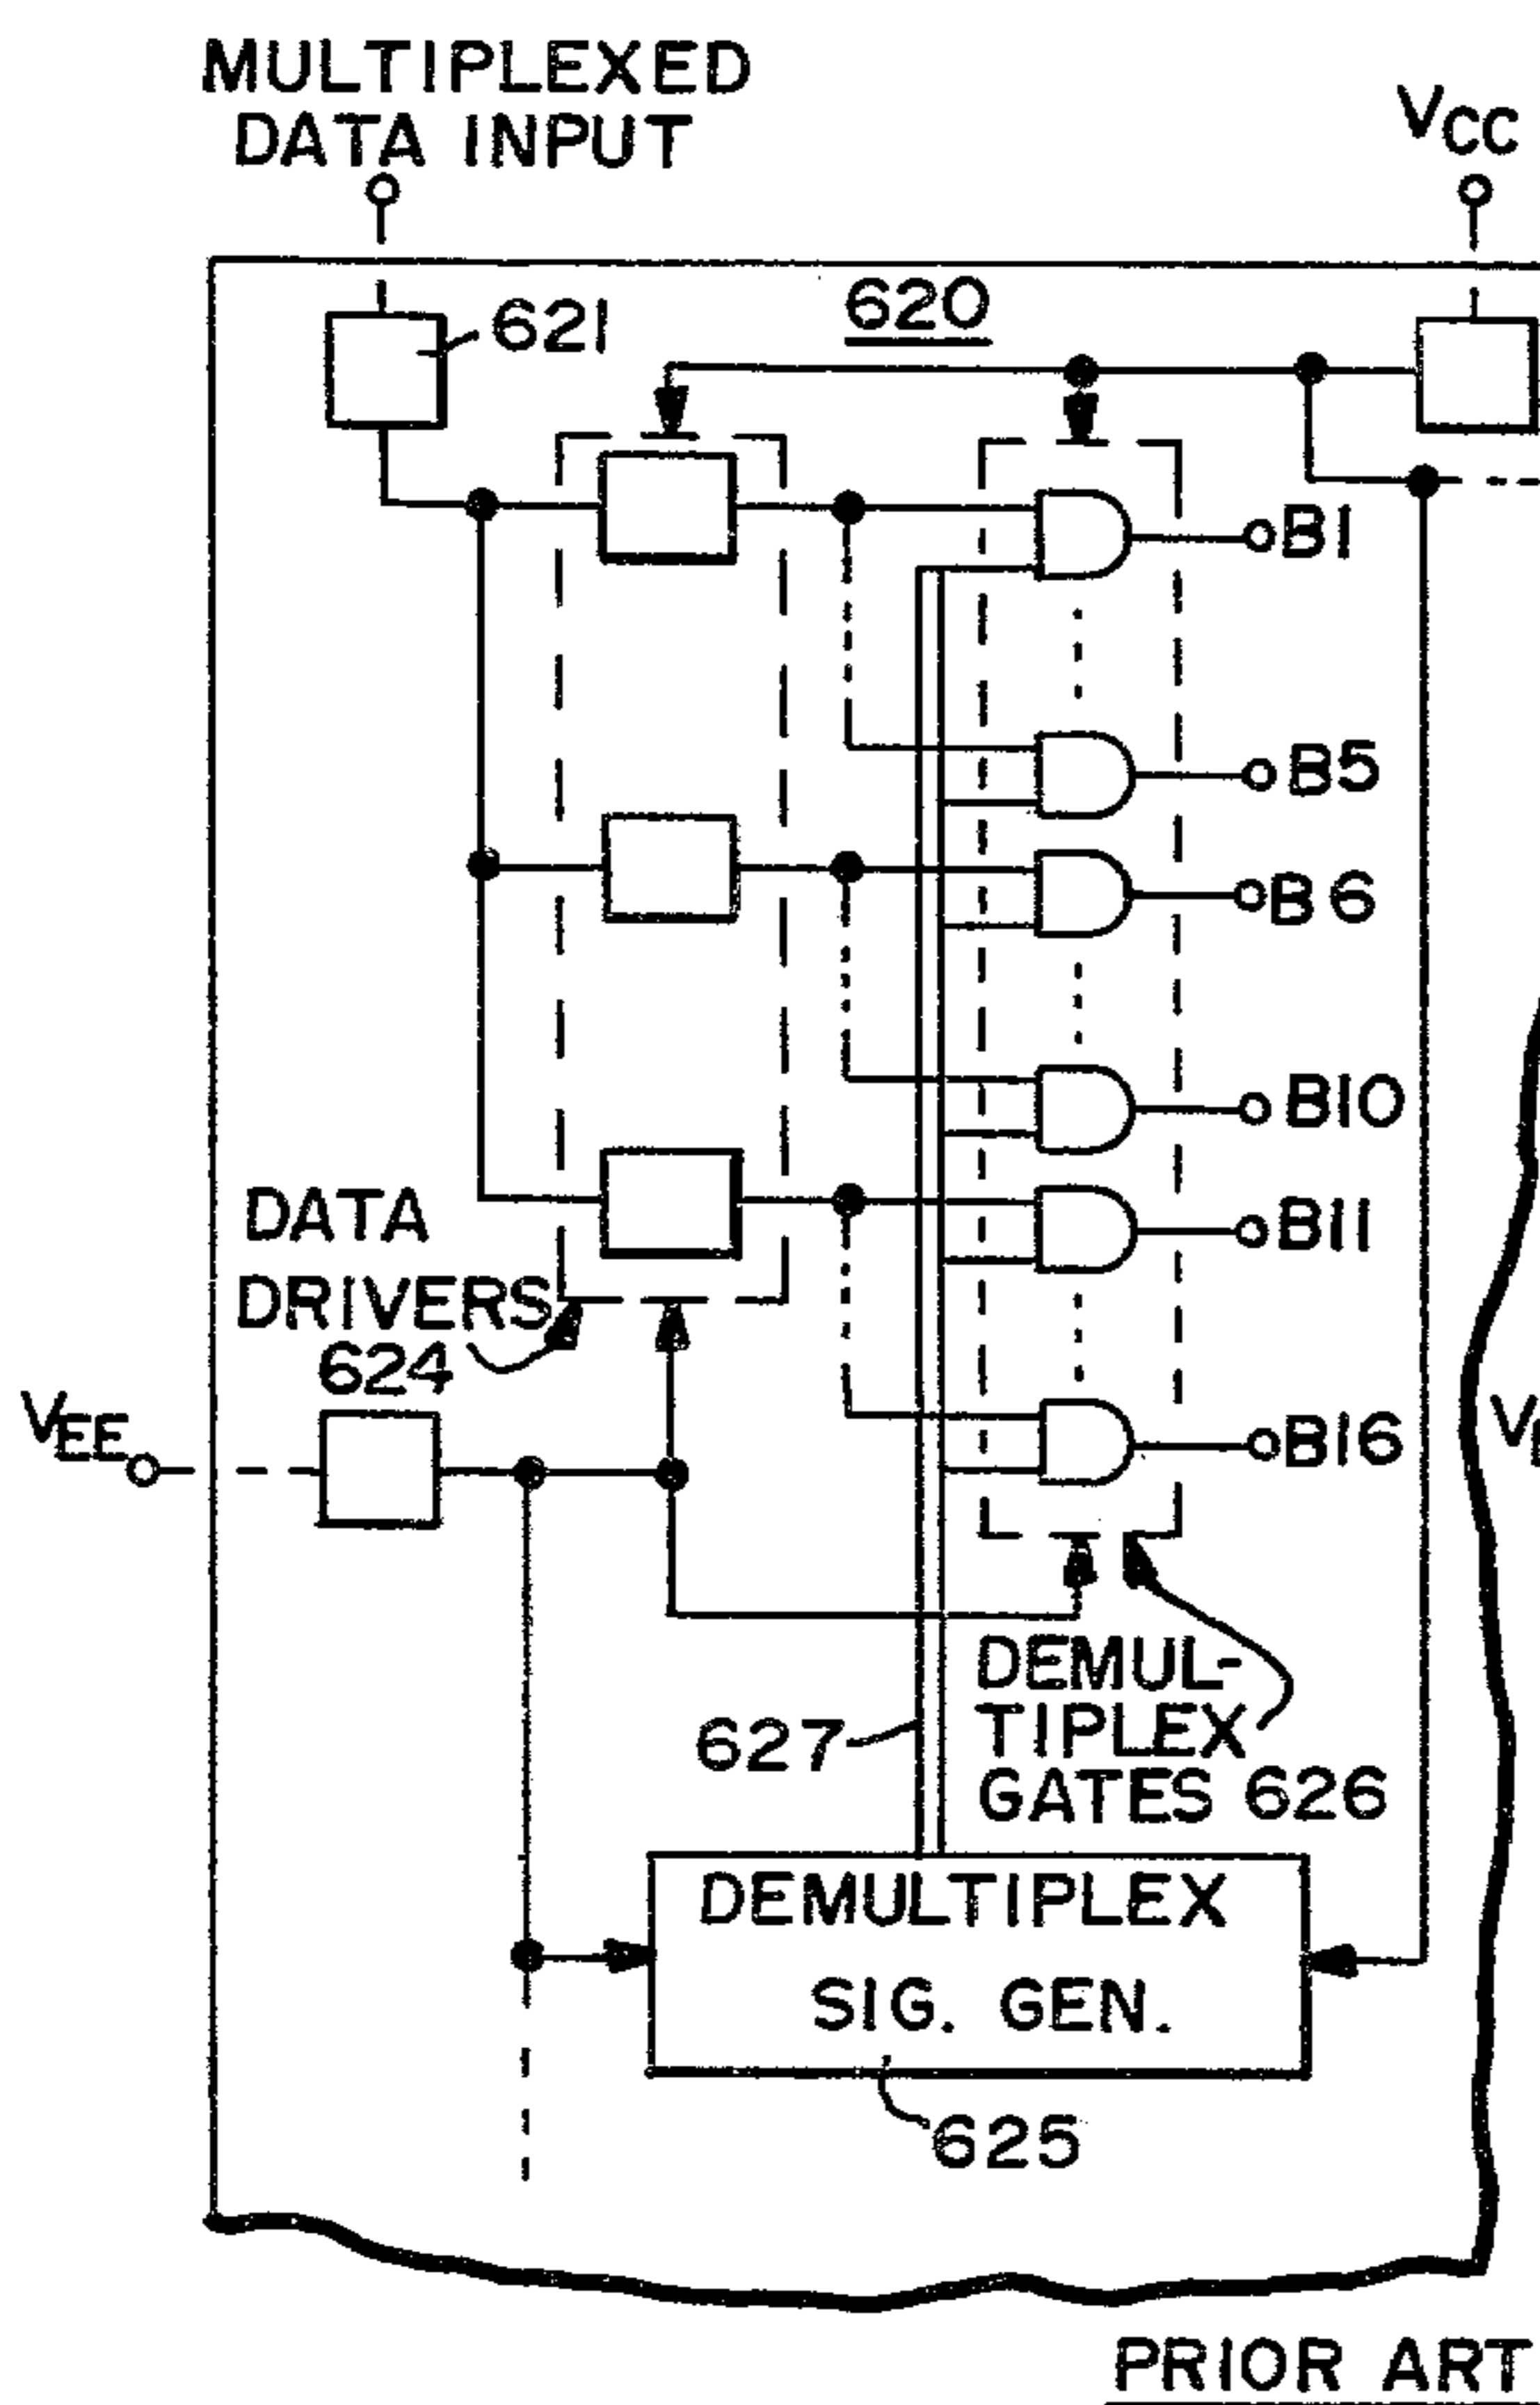 MULTIPLEXED
DATA INPUT
VCC
621
620
B1
B5
B6
B10
B11
DATA
DRIVERS
624
VEE
B16
DEMUL-
TIPLEX
GATES 626
627
DEMULTIPLEX
SIG. GEN.
625
PRIOR ART